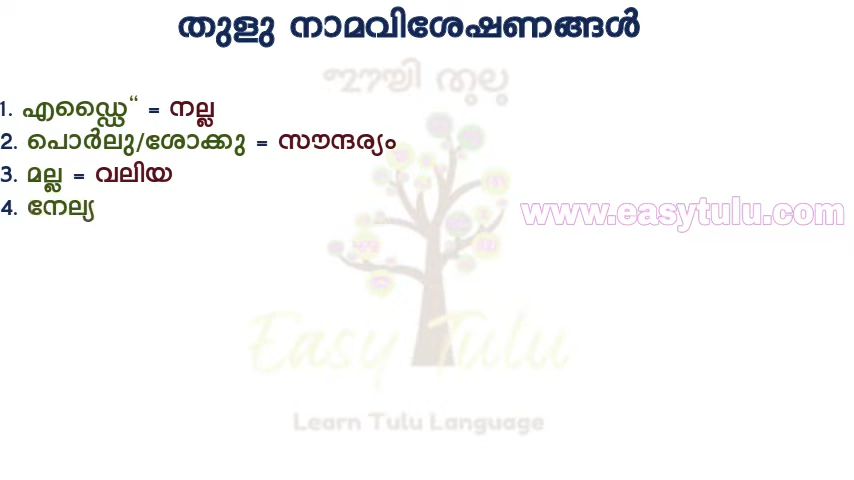 തുളു നാമവിശേഷണങ്ങൾ
ഈസി തുലു
1. എഡ്ഡൈ“ = നല്ല
2. പൊർലു/ശോക്കു = സൗന്ദര്യം
3. മല്ല = വലിയ
4. നേല്യ
www.easytulu.com
Easy Tulu
Learn Tulu Language